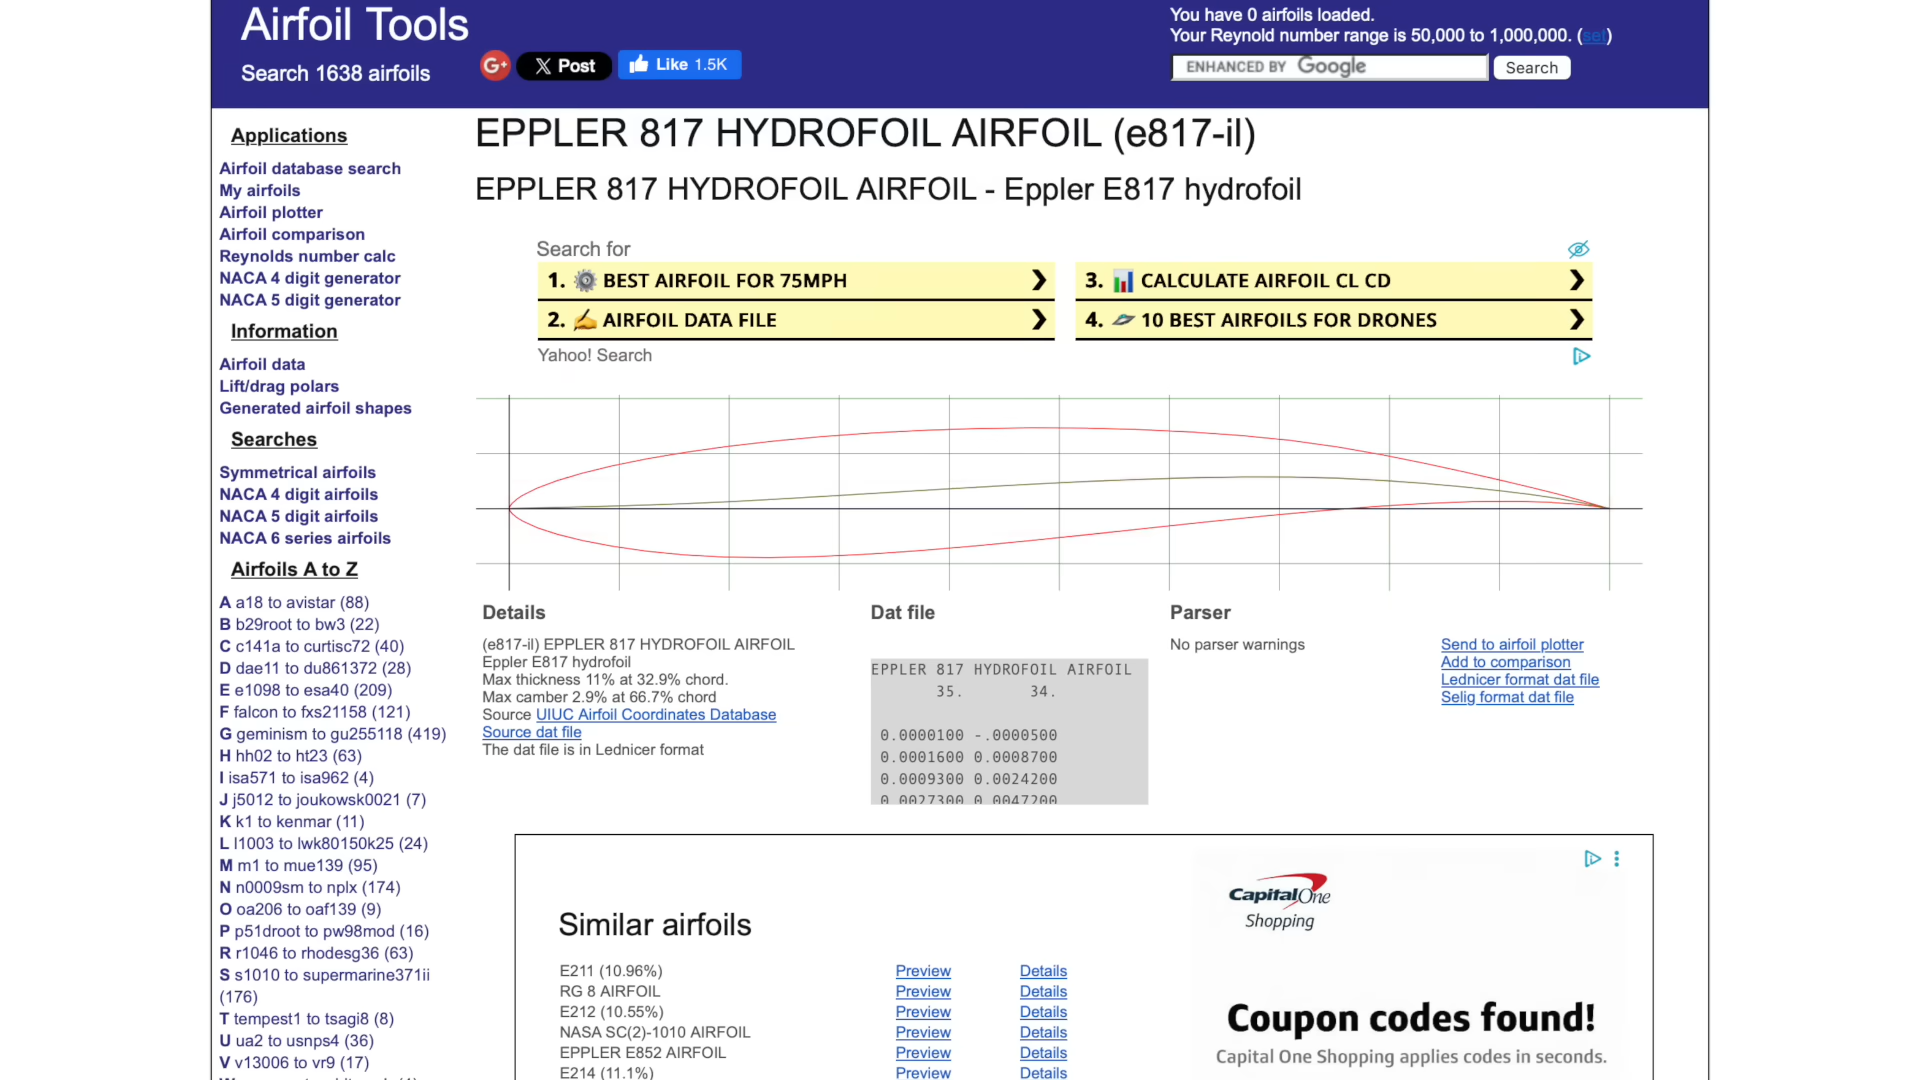 Airfoil Tools
Search 1638 airfoils
G+
X Post
Like 1.5K
You have 0 airfoils loaded.
Your Reynold number range is 50,000 to 1,000,000. (set)
ENHANCED BY Google
Search
Applications
Airfoil database search
My airfoils
Airfoil plotter
Airfoil comparison
Reynolds number calc
NACA 4 digit generator
NACA 5 digit generator
Information
Airfoil data
Lift/drag polars
Generated airfoil shapes
Searches
Symmetrical airfoils
NACA 4 digit airfoils
NACA 5 digit airfoils
NACA 6 series airfoils
Airfoils A to Z
A a18 to avistar (88)
B b29root to bw3 (22)
C c141a to curtisc72 (40)
D dae11 to du861372 (28)
E e1098 to esa40 (209)
F falcon to fxs21158 (121)
G geminism to gu255118 (419)
H hh02 to ht23 (63)
I isa571 to isa962 (4)
J j5012 to joukowsk0021 (7)
K k1 to kenmar (11)
L l1003 to lwk80150k25 (24)
M m1 to mue139 (95)
N n0009sm to nplx (174)
O oa206 to oaf139 (9)
P p51droot to pw98mod (16)
R r1046 to rhodesg36 (63)
S s1010 to supermarine371ii
(176)
T tempest1 to tsagi8 (8)
U ua2 to usnps4 (36)
V v13006 to vr9 (17)
EPPLER 817 HYDROFOIL AIRFOIL (e817-il)
EPPLER 817 HYDROFOIL AIRFOIL - Eppler E817 hydrofoil
Search for
1. BEST AIRFOIL FOR 75MPH
2. AIRFOIL DATA FILE
3. CALCULATE AIRFOIL CL CD
4. 10 BEST AIRFOILS FOR DRONES
Yahoo! Search
Details
(e817-il) EPPLER 817 HYDROFOIL AIRFOIL
Eppler E817 hydrofoil
Max thickness 11% at 32.9% chord.
Max camber 2.9% at 66.7% chord
Source UIUC Airfoil Coordinates Database
Source dat file
The dat file is in Lednicer format
Dat file
EPPLER 817 HYDROFOIL AIRFOIL
35. 34.
0.0000100 -.0000500
0.0001600 0.0008700
0.0009300 0.0024200
0.0027300 0.0047200
Parser
No parser warnings
Send to airfoil plotter
Add to comparison
Lednicer format dat file
Selig format dat file
Similar airfoils
E211 (10.96%) Preview Details
RG 8 AIRFOIL Preview Details
E212 (10.55%) Preview Details
NASA SC(2)-1010 AIRFOIL Preview Details
EPPLER E852 AIRFOIL Preview Details
E214 (11.1%) Preview Details
CapitalOne
Shopping
Coupon codes found!
Capital One Shopping applies codes in seconds.